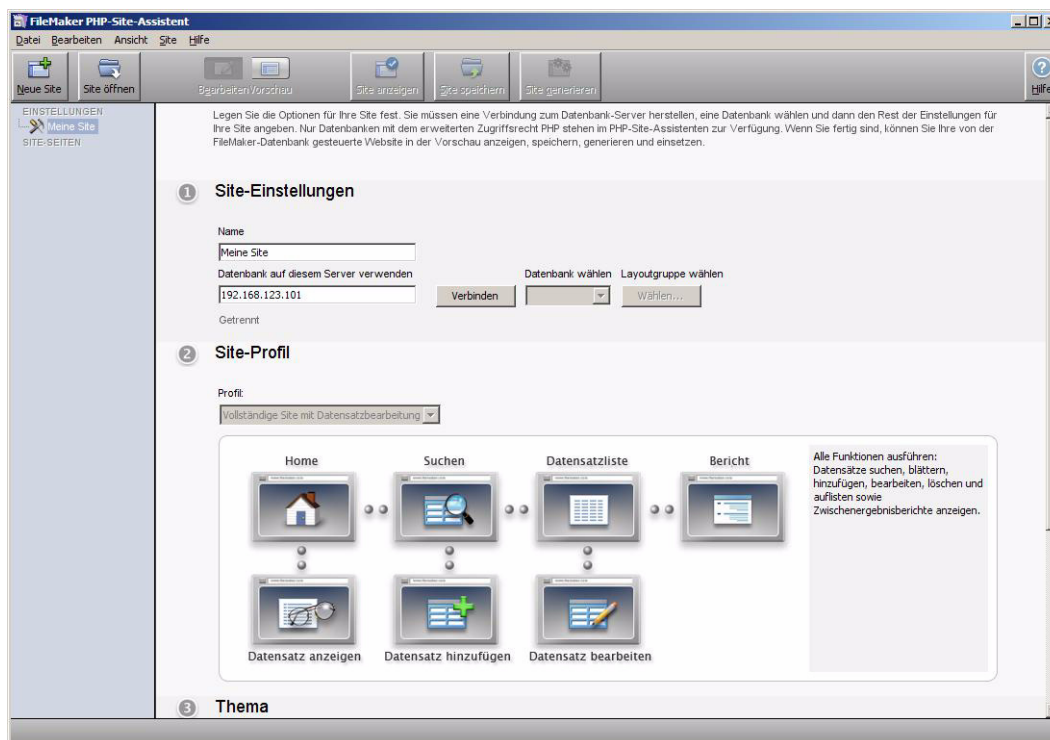 FileMaker PHP-Site-Assistent
Datei Bearbeiten Ansicht Site Hilfe
Neue Site Site öffnen Bearbeiten Vorschau Site anzeigen Site speichern Site generieren Hilfe
EINSTELLUNGEN
Meine Site
SITE-SEITEN
Legen Sie die Optionen für Ihre Site fest. Sie müssen eine Verbindung zum Datenbank-Server herstellen, eine Datenbank wählen und dann den Rest der Einstellungen für
Ihre Site angeben. Nur Datenbanken mit dem erweiterten Zugriffsrecht PHP stehen im PHP-Site-Assistenten zur Verfügung. Wenn Sie fertig sind, können Sie Ihre von der
FileMaker-Datenbank gesteuerte Website in der Vorschau anzeigen, speichern, generieren und einsetzen.
1 Site-Einstellungen
Name
Meine Site
Datenbank auf diesem Server verwenden Datenbank wählen Layoutgruppe wählen
192.168.123.101 Verbinden Wählen...
Getrennt
2 Site-Profil
Profil:
Vollständige Site mit Datensatzbearbeitung
Home Suchen Datensatzliste Bericht
Datensatz anzeigen Datensatz hinzufügen Datensatz bearbeiten
Alle Funktionen ausführen:
Datensätze suchen, blättern,
hinzufügen, bearbeiten, löschen und
auflisten sowie
Zwischenergebnisberichte anzeigen.
3 Thema